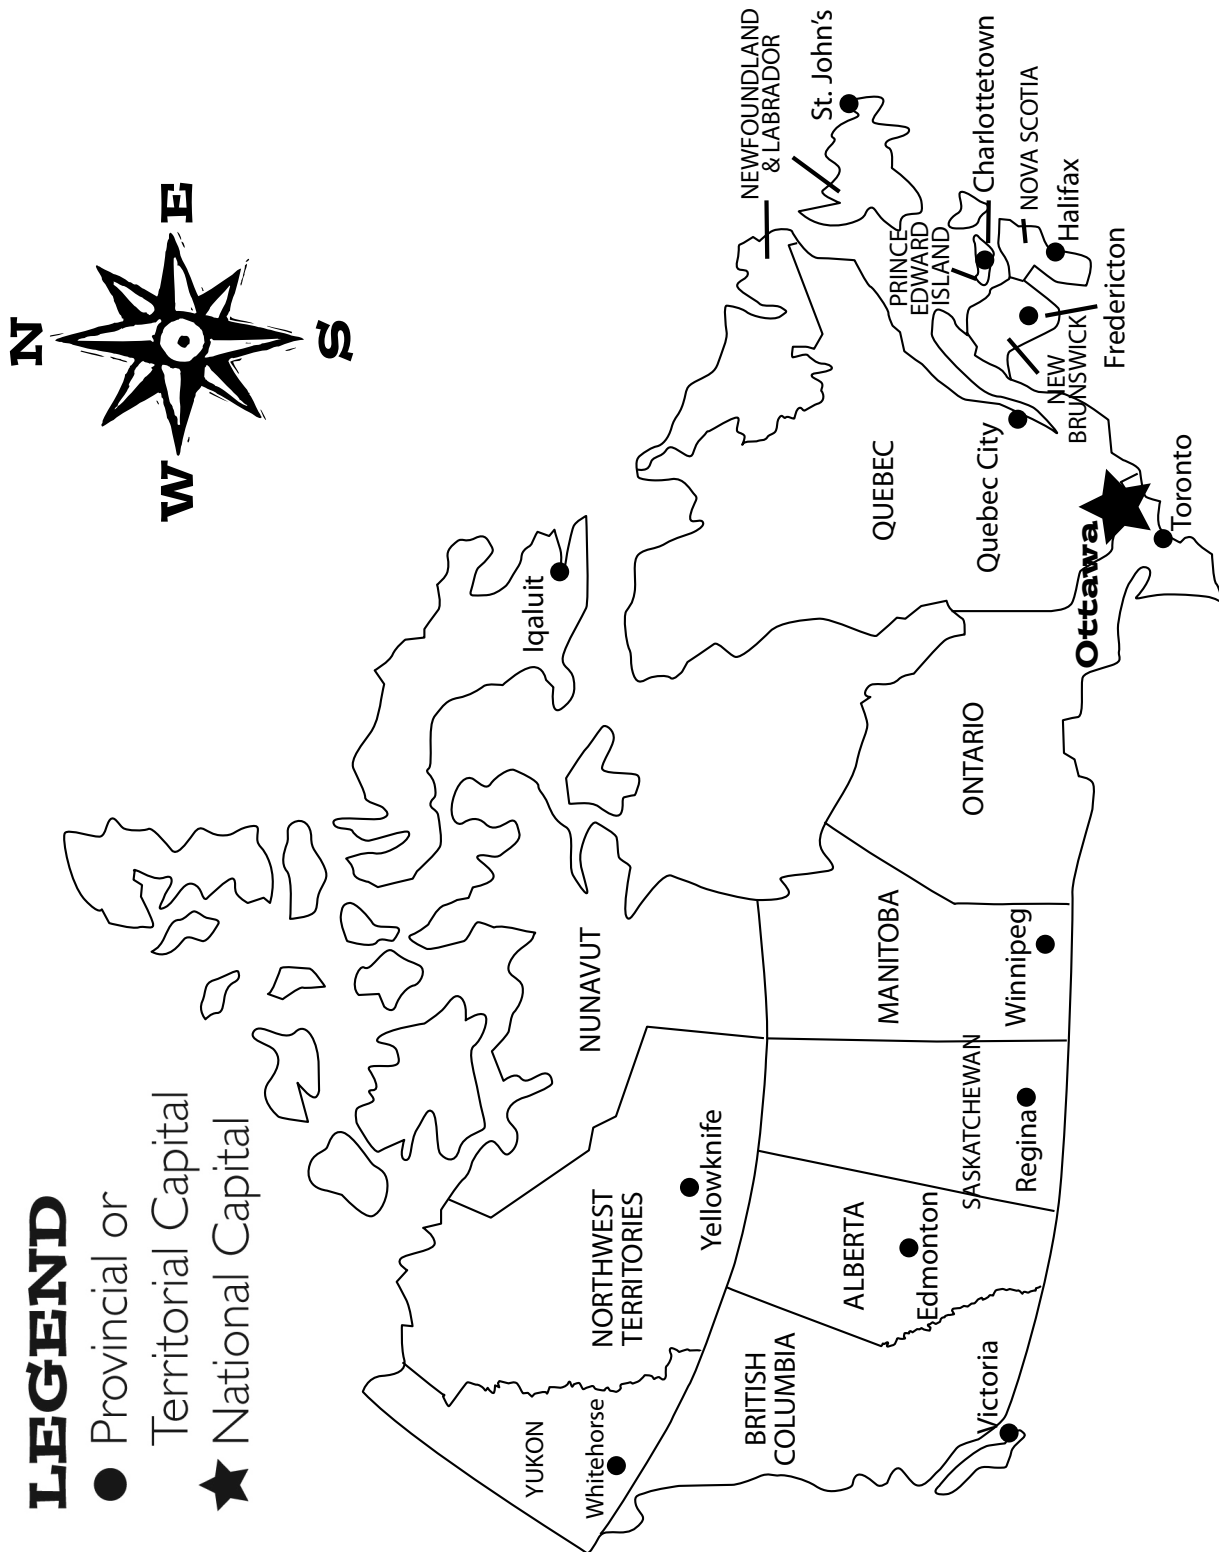 LEGEND
Provincial or
Territorial Capital
National Capital
N
W
E
S
YUKON
Whitehorse
NORTHWEST
TERRITORIES
Yellowknife
NUNAVUT
Iqaluit
BRITISH
COLUMBIA
Victoria
ALBERTA
Edmonton
SASKATCHEWAN
Regina
MANITOBA
Winnipeg
ONTARIO
Ottawa
Toronto
QUEBEC
Quebec City
NEWFOUNDLAND
& LABRADOR
St. John's
PRINCE
EDWARD
ISLAND
Charlottetown
NOVA SCOTIA
Halifax
NEW
BRUNSWICK
Fredericton